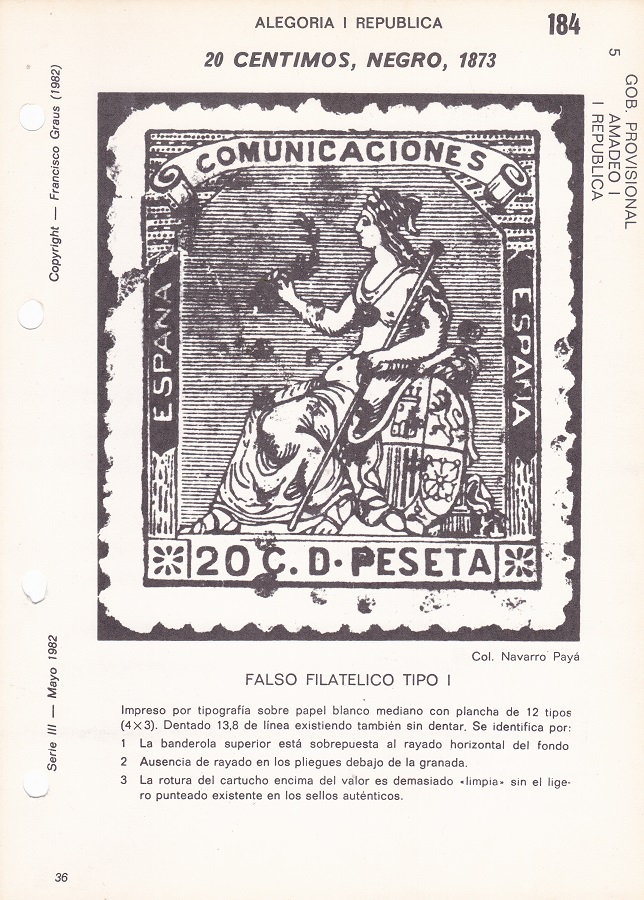 ALEGORIA I REPUBLICA
184
20 CENTIMOS, NEGRO, 1873
5
GOB. PROVISIONAL
AMADEO I
I REPUBLICA
Copyright — Francisco Graus (1982)
COMUNICACIONES
ESPAÑA
ESPAÑA
20 C. D. PESETA
Col. Navarro Payá
FALSO FILATELICO TIPO I
Impreso por tipografía sobre papel blanco mediano con plancha de 12 tipos
(4×3). Dentado 13,8 de línea existiendo también sin dentar. Se identifica por:
1 La banderola superior está sobrepuesta al rayado horizontal del fondo
2 Ausencia de rayado en los pliegues debajo de la granada.
3 La rotura del cartucho encima del valor es demasiado «limpia» sin el lige-
ro punteado existente en los sellos auténticos.
Serie III — Mayo 1982
36